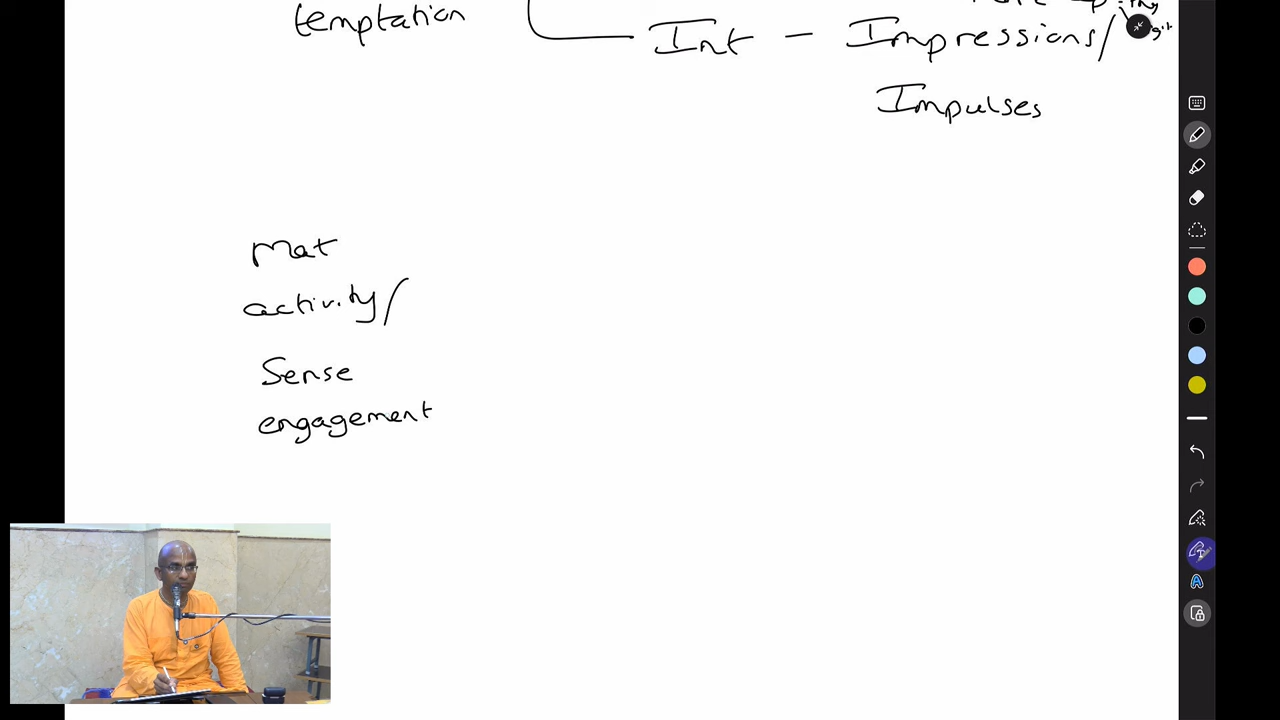 temptation
Int - Impressions/
Impulses
Mat
activity/
Sense
engagement